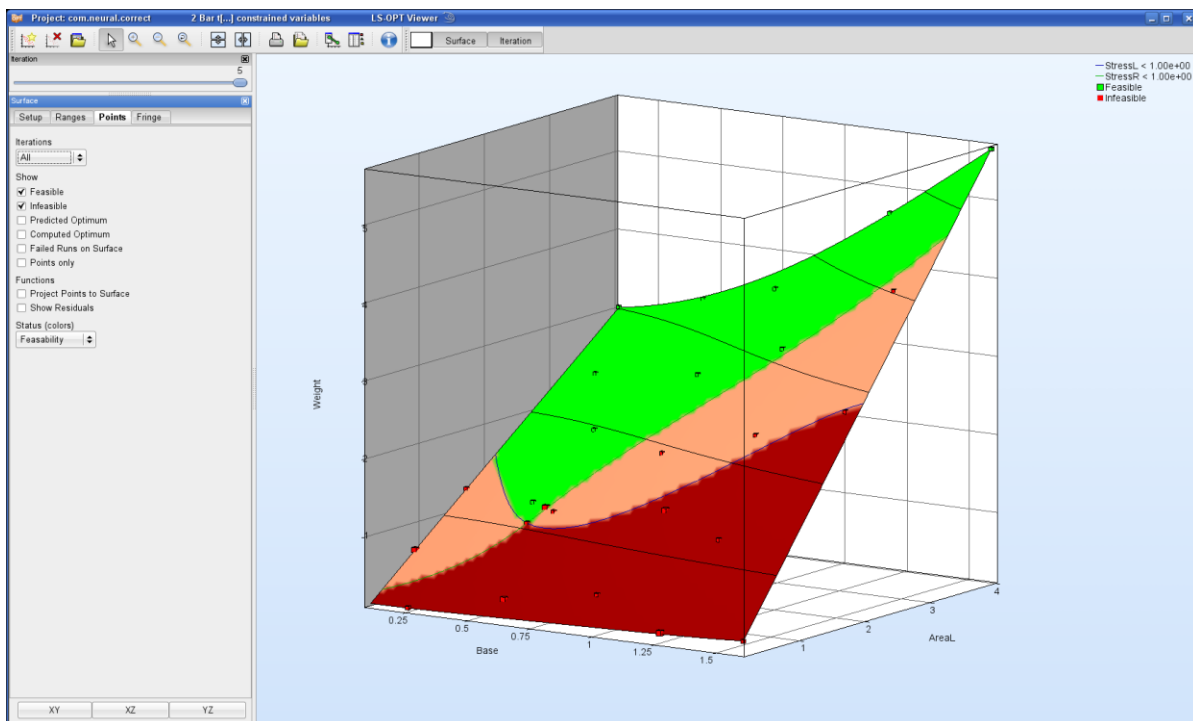 Project: com.neural.correct 2 Bar t[...] constrained variables LS-OPT Viewer
Surface Iteration
Iteration
5
Surface
Setup Ranges Points Fringe
Iterations
All
Show
Feasible
Infeasible
Predicted Optimum
Computed Optimum
Failed Runs on Surface
Points only
Functions
Project Points to Surface
Show Residuals
Status (colors)
Feasability
XY XZ YZ
StressL < 1.00e+00
StressR < 1.00e+00
Feasible
Infeasible
Weight
5
4
3
2
1
0.25 0.5 0.75 1 1.25 1.5
Base
1 2 3 4
AreaL